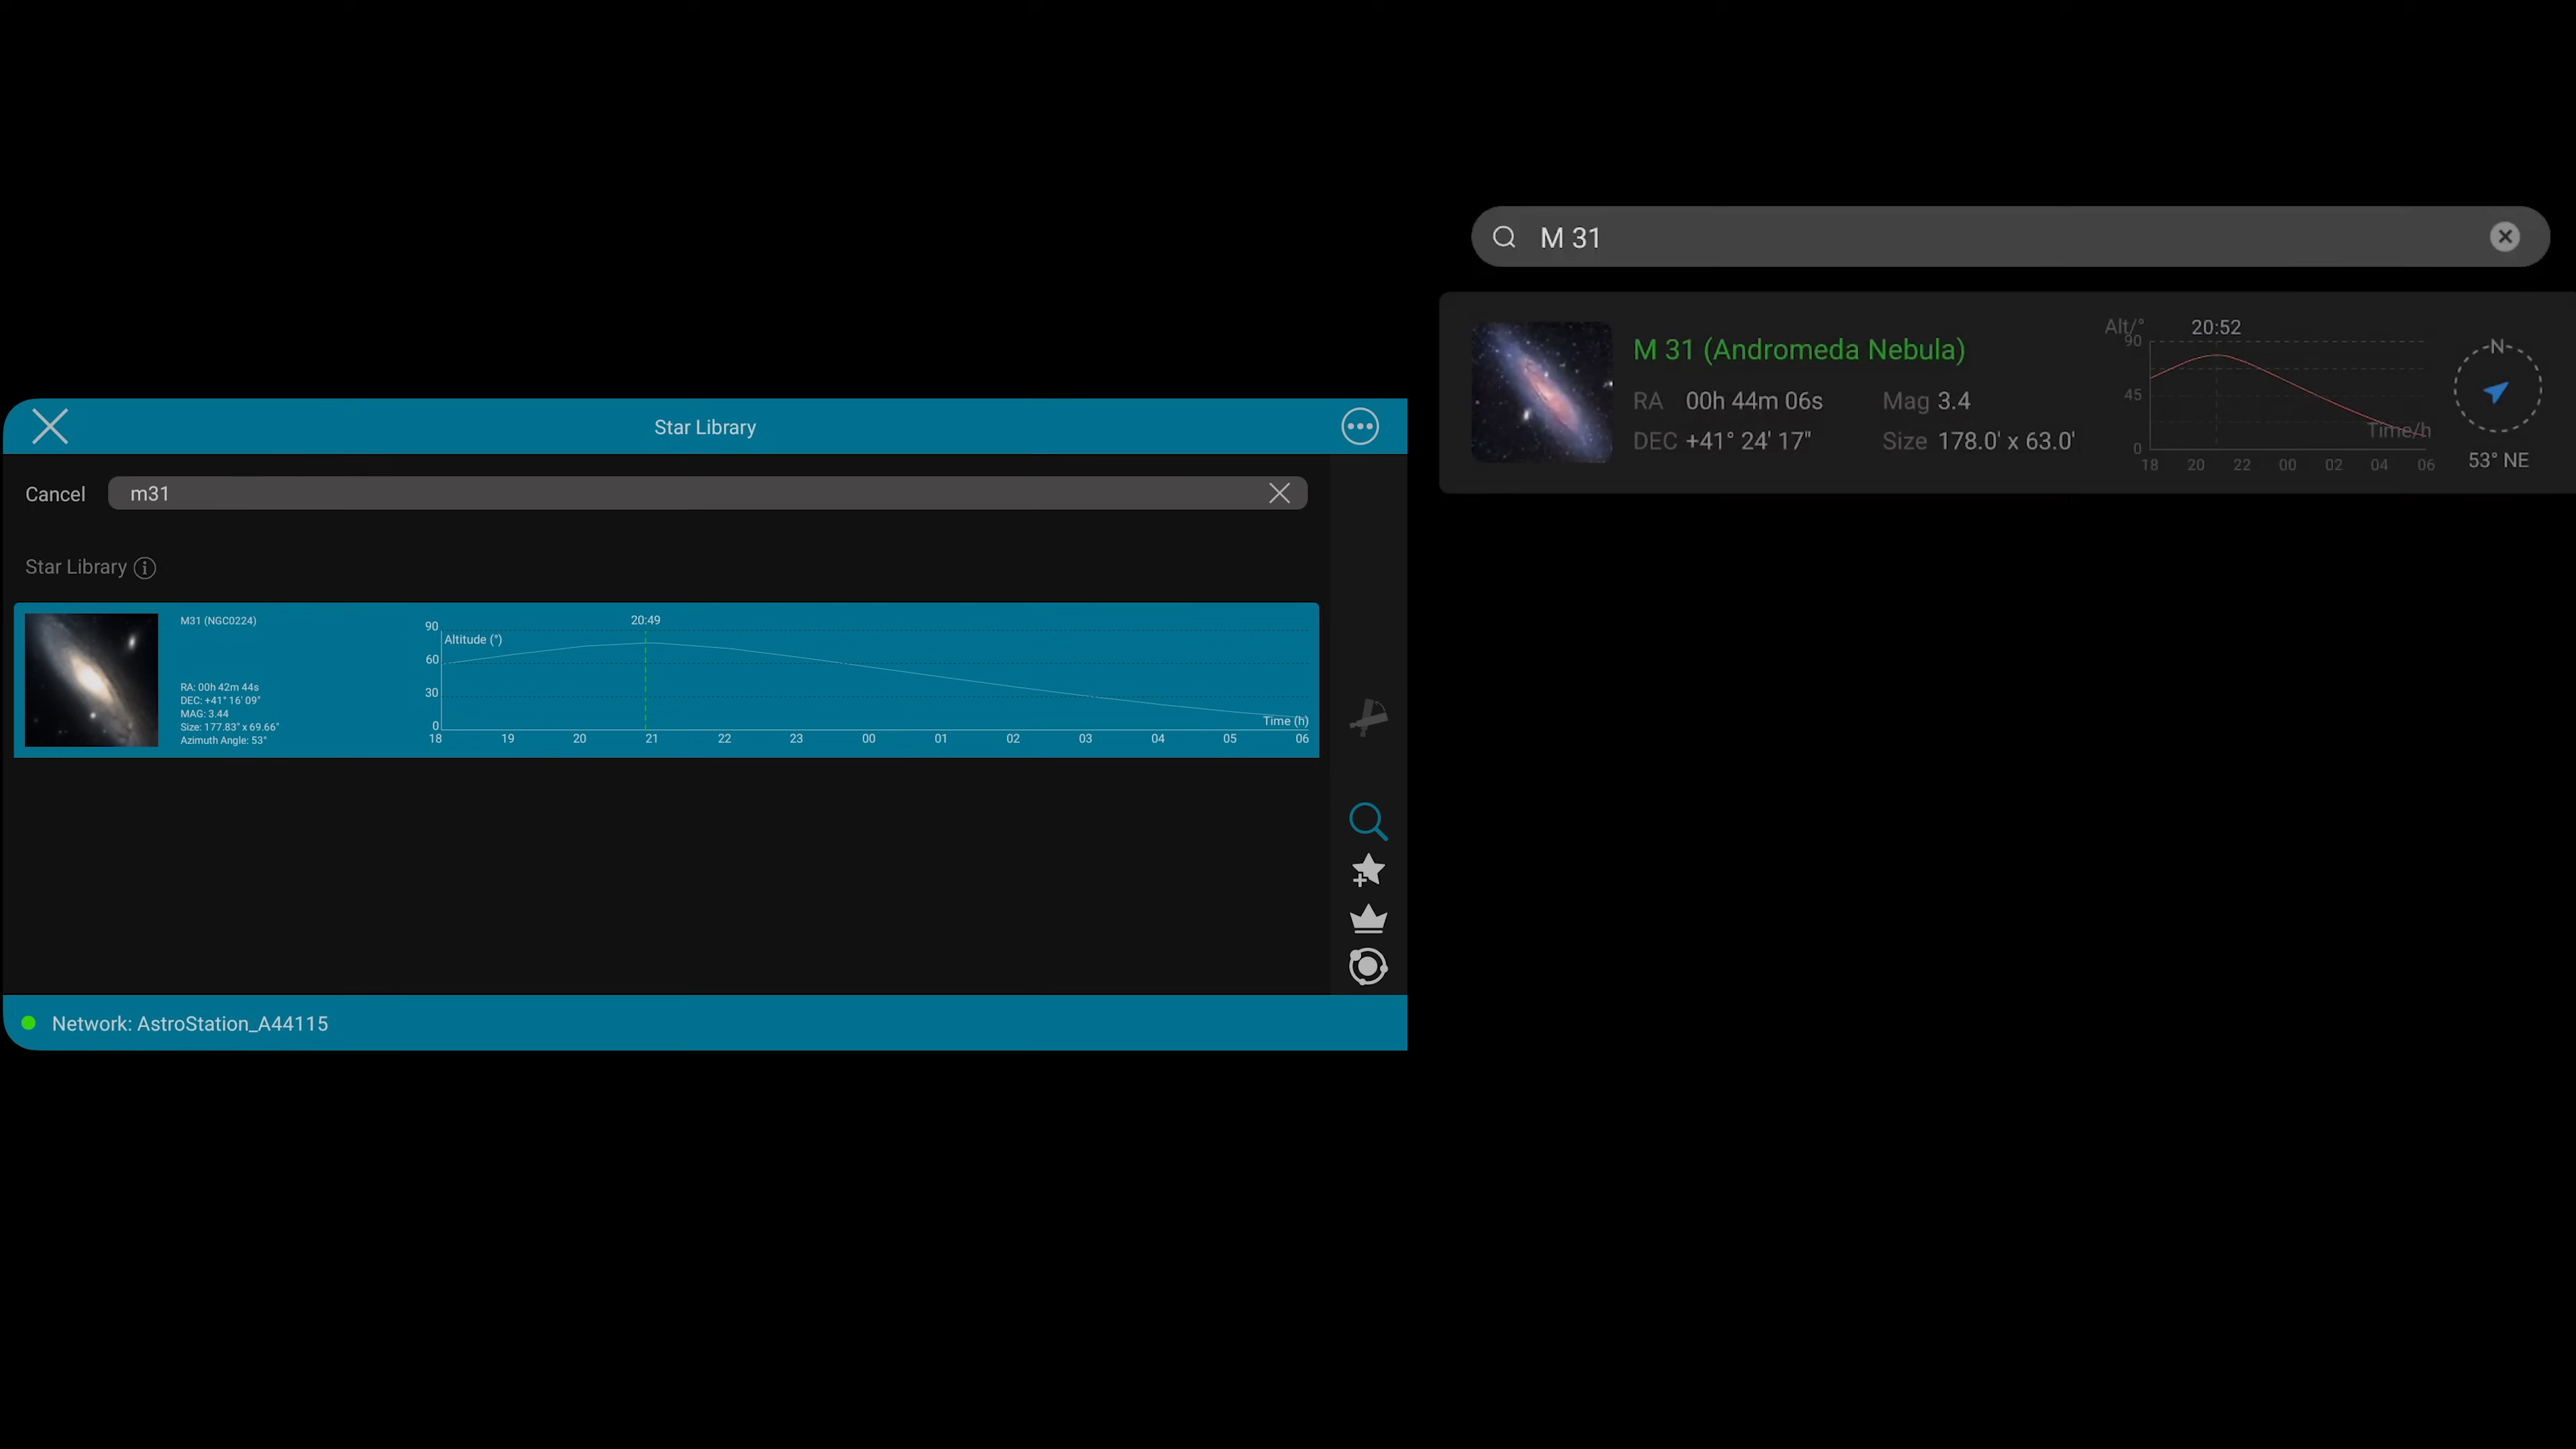 Star Library
Cancel
m31
Star Library
M31 (NGC0224)
RA: 00h 42m 44s
DEC: +41° 16' 09"
MAG: 3.44
Size: 177.83" x 69.66"
Azimuth Angle: 53°
20:49
Altitude (°)
90
60
30
0
Time (h)
18 19 20 21 22 23 00 01 02 03 04 05 06
Network: AstroStation_A44115
M 31
M 31 (Andromeda Nebula)
RA 00h 44m 06s Mag 3.4
DEC +41° 24' 17" Size 178.0' x 63.0'
Alt/° 20:52
90
45
0
Time/h
18 20 22 00 02 04 06
N
53° NE